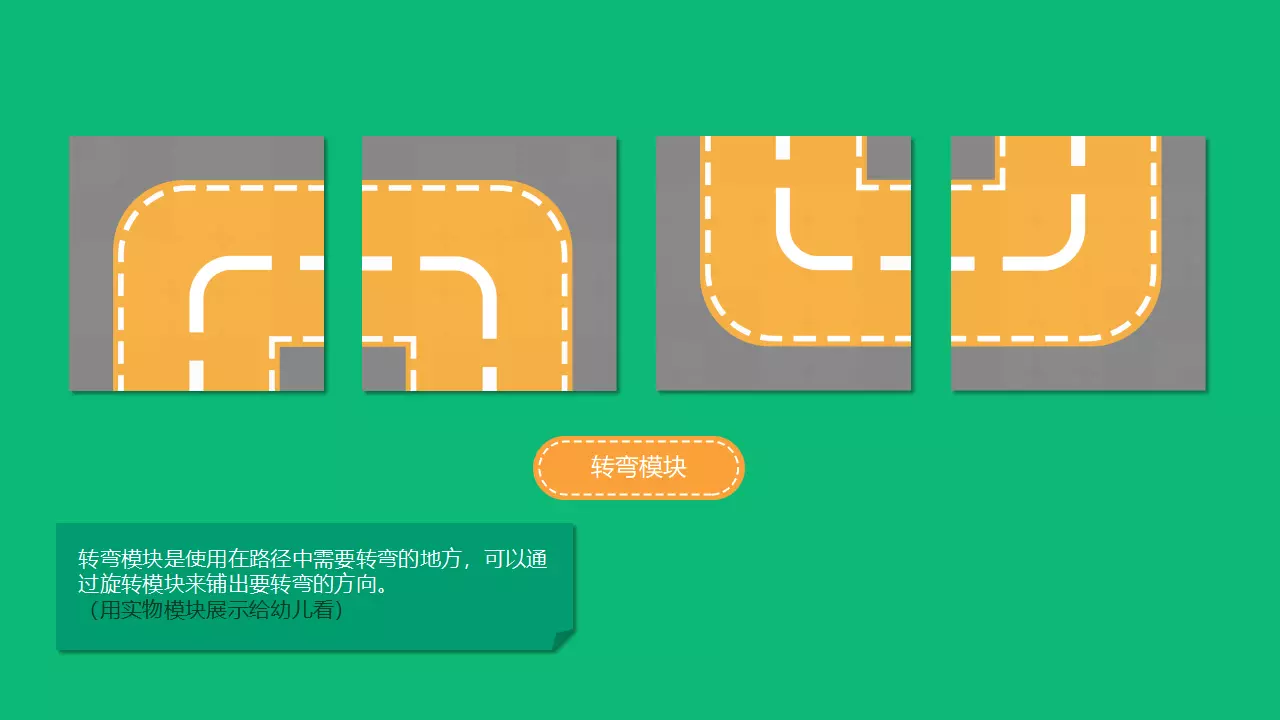 转弯模块
转弯模块是使用在路径中需要转弯的地方，可以通
过旋转模块来铺出要转弯的方向。
（用实物模块展示给幼儿看）